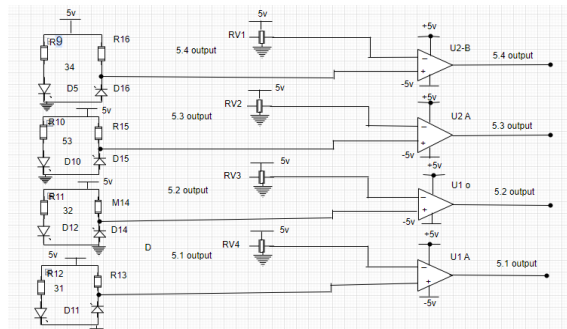 5v
R9
R16
34
D5
D16
5v
RV1
5.4 output
+5v
U2-B
-5v
5.4 output
5v
R10
R15
53
D10
D15
5v
RV2
5.3 output
+5v
U2 A
-5v
5.3 output
5v
R11
M14
32
D12
D14
5v
RV3
5.2 output
+5v
U1 o
-5v
5.2 output
D
5v
R12
R13
31
D11
5v
RV4
5.1 output
+5v
U1 A
-5v
5.1 output